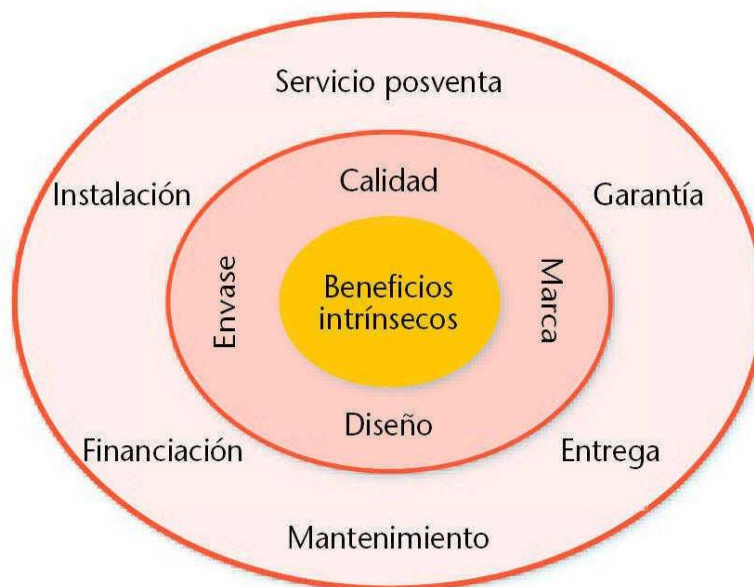 Servicio posventa
Instalación
Calidad
Garantía
Envase
Beneficios
intrínsecos
Marca
Diseño
Financiación
Entrega
Mantenimiento